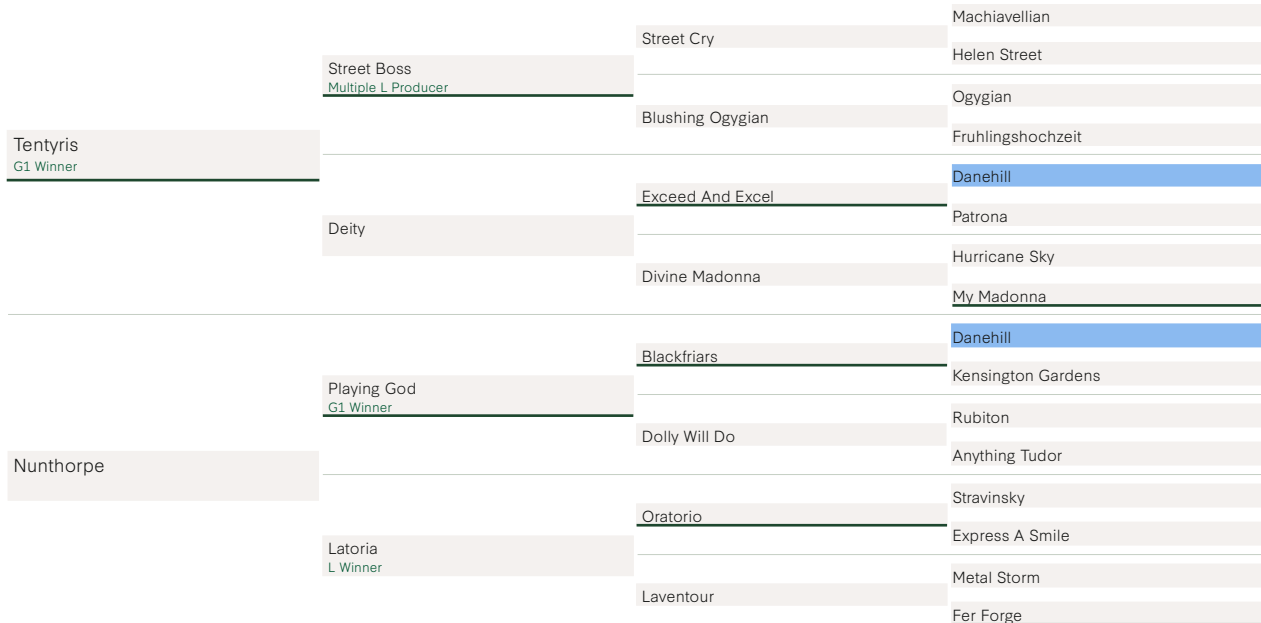 Tentyris
G1 Winner
Nunthorpe
Street Boss
Multiple L Producer
Deity
Playing God
G1 Winner
Latoria
L Winner
Street Cry
Blushing Ogygian
Exceed And Excel
Divine Madonna
Blackfriars
Dolly Will Do
Oratorio
Laventour
Machiavellian
Helen Street
Ogygian
Fruhlingshochzeit
Danehill
Patrona
Hurricane Sky
My Madonna
Danehill
Kensington Gardens
Rubiton
Anything Tudor
Stravinsky
Express A Smile
Metal Storm
Fer Forge